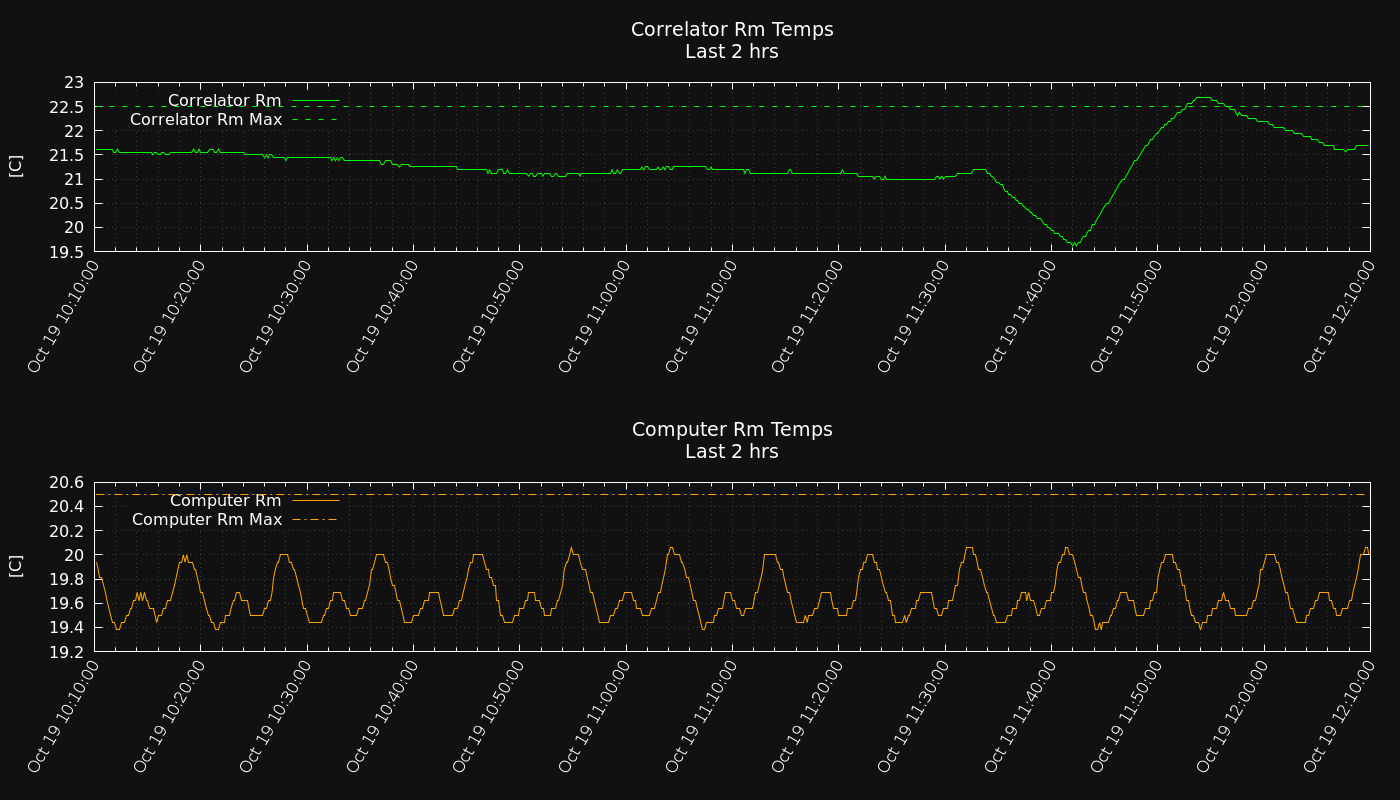 Correlator Rm Temps
Last 2 hrs
[C]
23
22.5
22
21.5
21
20.5
20
19.5
Correlator Rm
Correlator Rm Max
Oct 19 10:10:00
Oct 19 10:20:00
Oct 19 10:30:00
Oct 19 10:40:00
Oct 19 10:50:00
Oct 19 11:00:00
Oct 19 11:10:00
Oct 19 11:20:00
Oct 19 11:30:00
Oct 19 11:40:00
Oct 19 11:50:00
Oct 19 12:00:00
Oct 19 12:10:00
Computer Rm Temps
Last 2 hrs
[C]
20.6
20.4
20.2
20
19.8
19.6
19.4
19.2
Computer Rm
Computer Rm Max
Oct 19 10:10:00
Oct 19 10:20:00
Oct 19 10:30:00
Oct 19 10:40:00
Oct 19 10:50:00
Oct 19 11:00:00
Oct 19 11:10:00
Oct 19 11:20:00
Oct 19 11:30:00
Oct 19 11:40:00
Oct 19 11:50:00
Oct 19 12:00:00
Oct 19 12:10:00